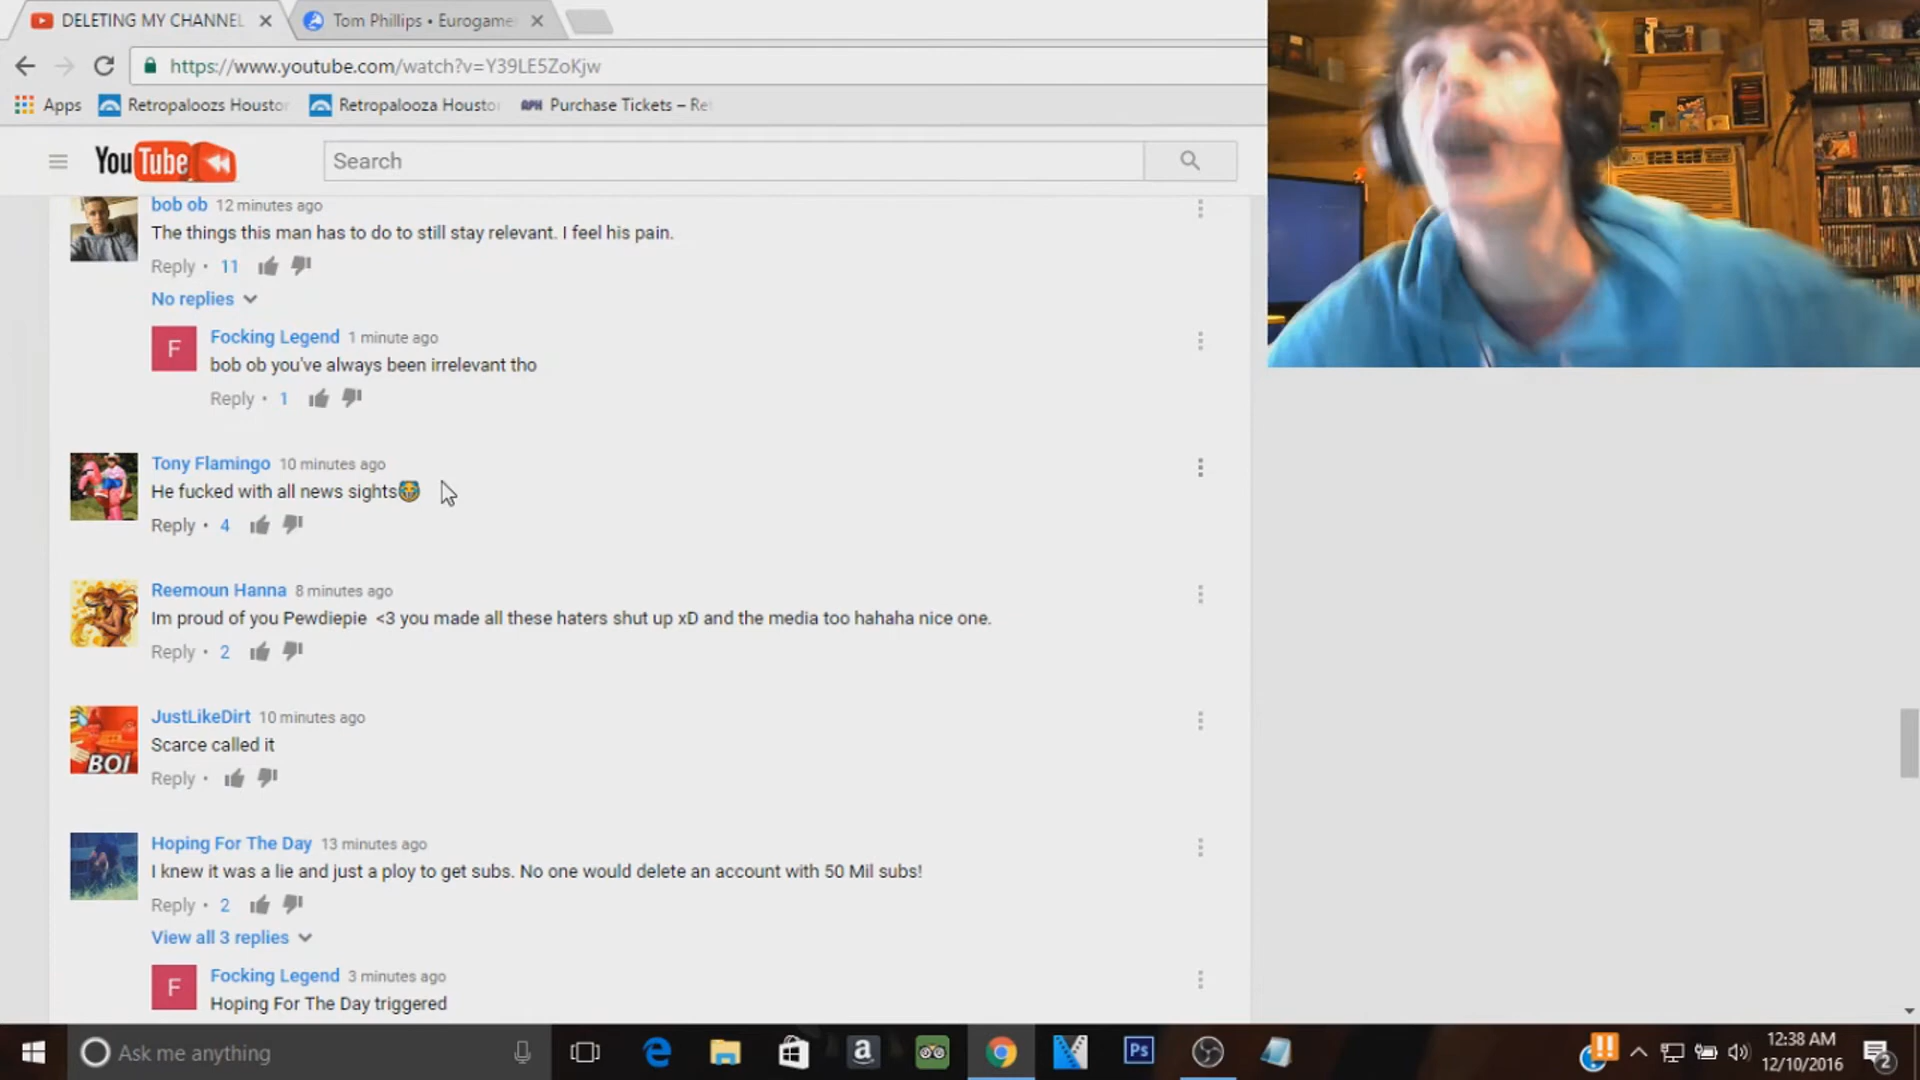 DELETING MY CHANNEL
Tom Phillips • Eurogame
https://www.youtube.com/watch?v=Y39LE5ZoKjw
Apps
Retropaloozs Houston
Retropalooza Housto
RPH Purchase Tickets – Re
YouTube
Search
bob ob 12 minutes ago
The things this man has to do to still stay relevant. I feel his pain.
Reply • 11
No replies
F
Focking Legend 1 minute ago
bob ob you've always been irrelevant tho
Reply • 1
Tony Flamingo 10 minutes ago
He fucked with all news sights
Reply • 4
Reemoun Hanna 8 minutes ago
Im proud of you Pewdiepie <3 you made all these haters shut up xD and the media too hahaha nice one.
Reply • 2
JustLikeDirt 10 minutes ago
BOI
Scarce called it
Reply •
Hoping For The Day 13 minutes ago
I knew it was a lie and just a ploy to get subs. No one would delete an account with 50 Mil subs!
Reply • 2
View all 3 replies
F
Focking Legend 3 minutes ago
Hoping For The Day triggered
Ask me anything
a
Ps
!!
12:38 AM
12/10/2016
2